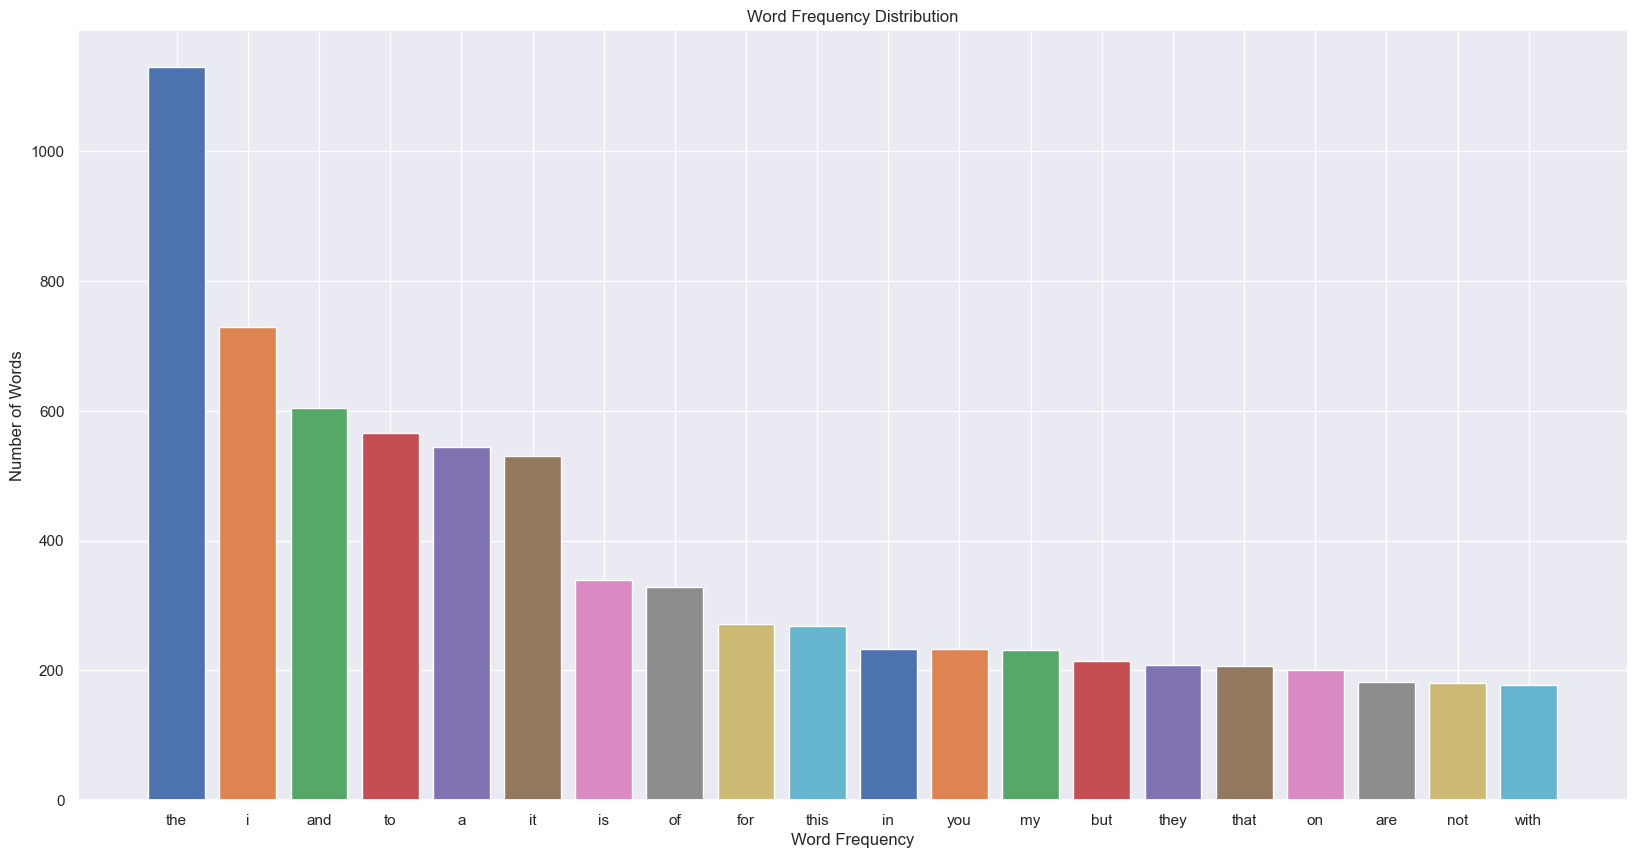 Word Frequency Distribution
Number of Words
1000
800
600
400
200
0
the i and to a it is of for this in you my but they that on are not with
Word Frequency